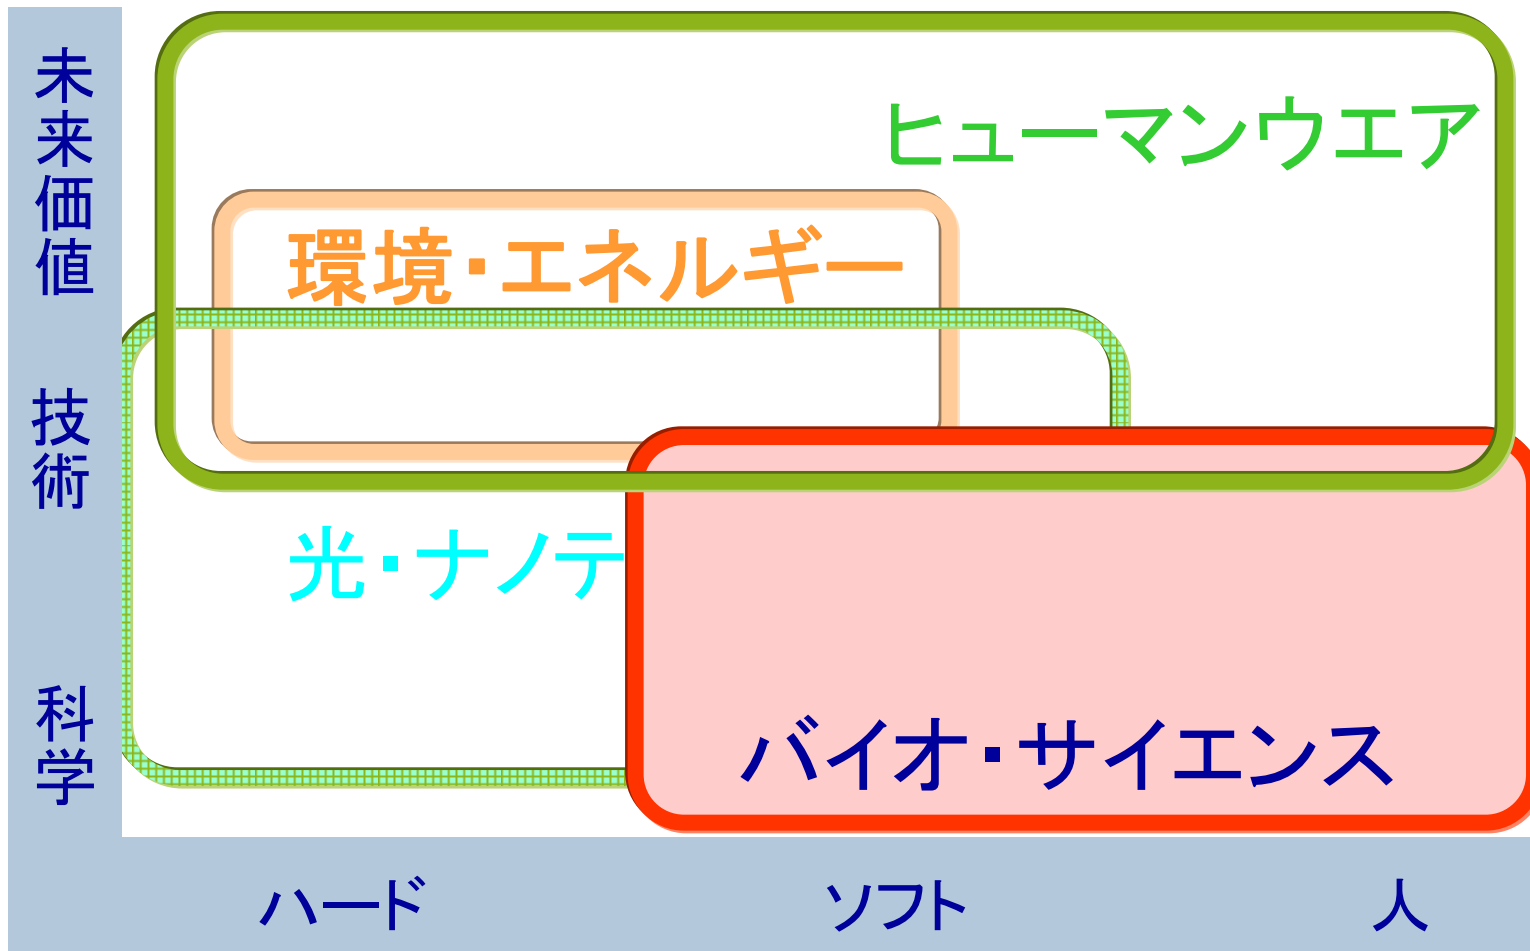 未来価値
技術
科学
ヒューマンウエア
環境・エネルギー
光・ナノテ
バイオ・サイエンス
ハード
ソフト
人